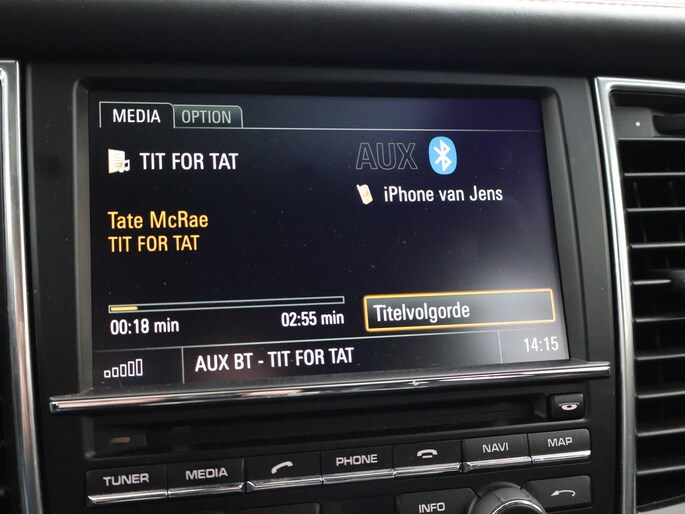 MEDIA OPTION
TIT FOR TAT AUX
iPhone van Jens
Tate McRae
TIT FOR TAT
00:18 min 02:55 min Titelvolgorde
AUX BT - TIT FOR TAT 14:15
TUNER MEDIA PHONE NAVI MAP
INFO